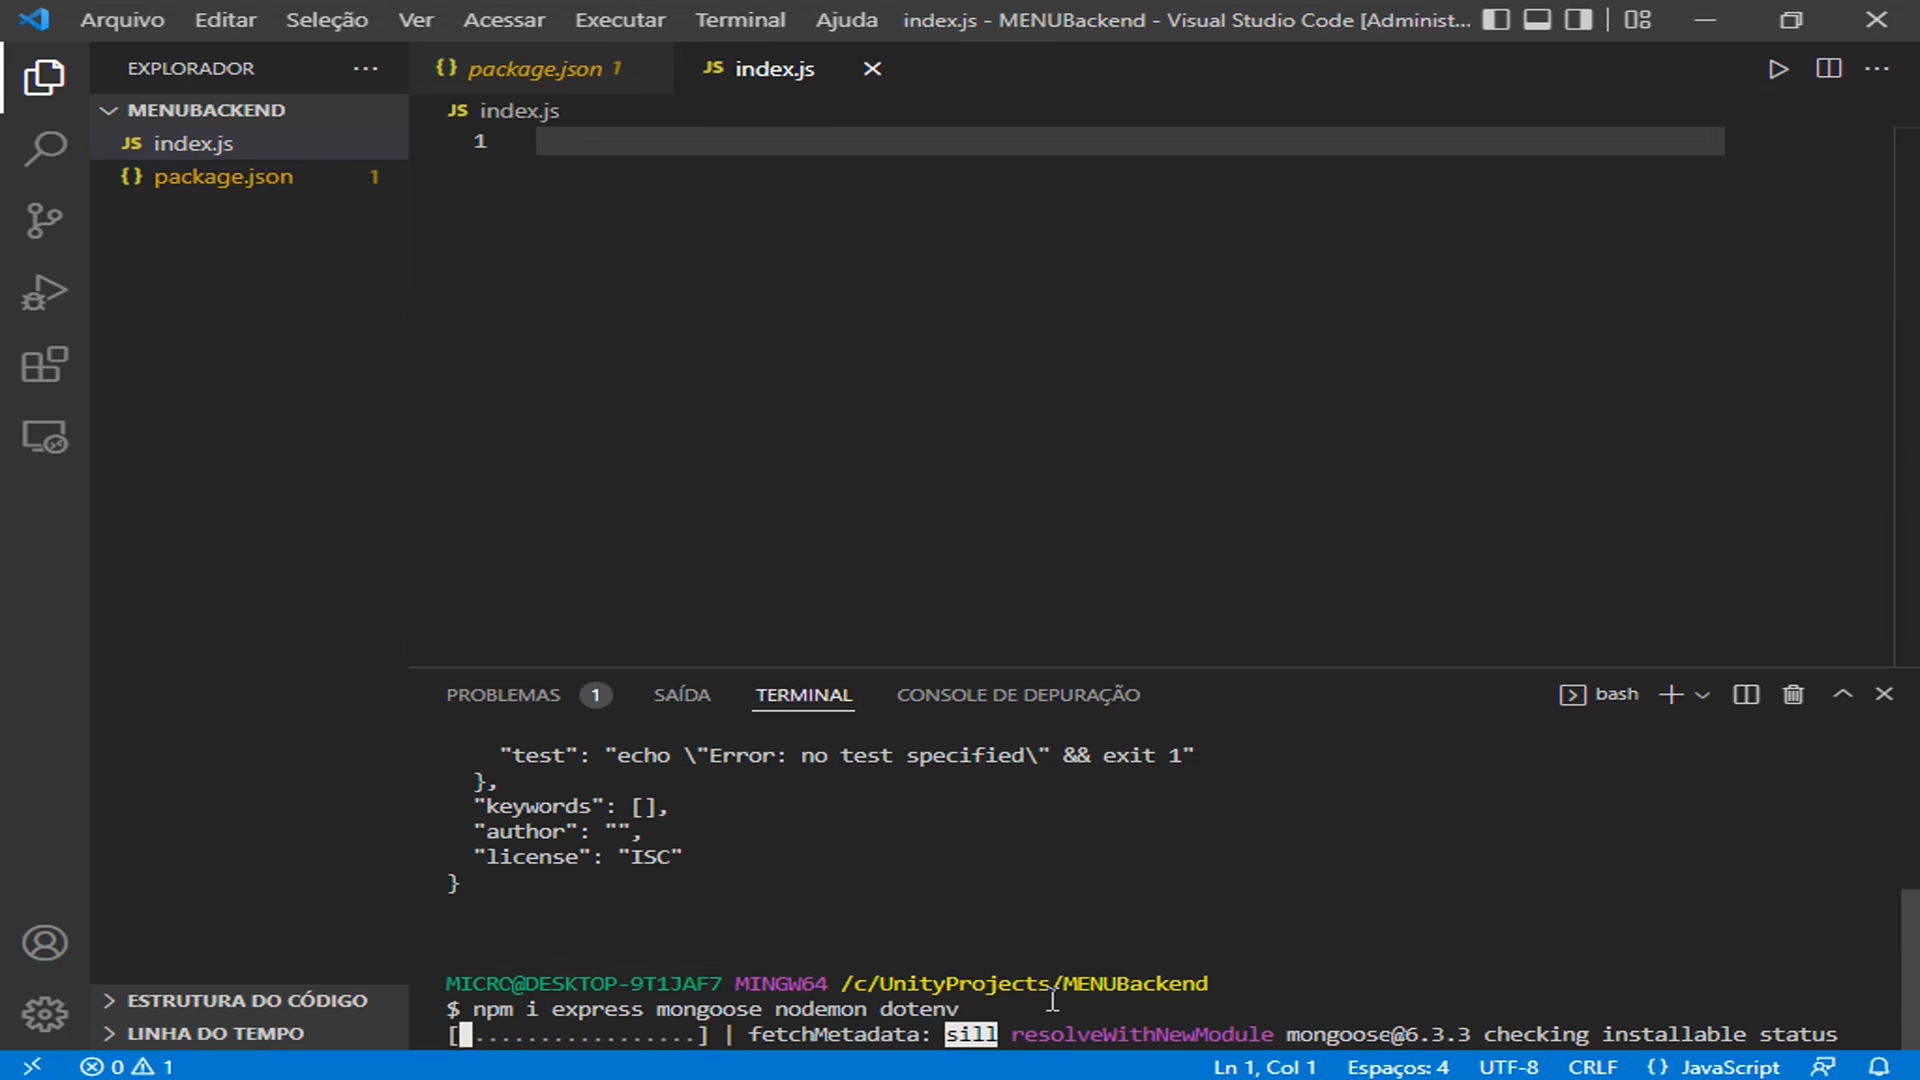 Arquivo Editar Seleção Ver Acessar Executar Terminal Ajuda index.js - MENUBackend - Visual Studio Code [Administ...
EXPLORADOR ...
MENUBACKEND
JS index.js
{} package.json 1
ESTRUTURA DO CÓDIGO
LINHA DO TEMPO
{} package.json 1
JS index.js
JS index.js
1
PROBLEMAS 1 SAÍDA TERMINAL CONSOLE DE DEPURAÇÃO bash
"test": "echo \"Error: no test specified\" && exit 1"
},
"keywords": [],
"author": "",
"license": "ISC"
}
MICRO@DESKTOP-9T1JAF7 MINGW64 /c/UnityProjects/MENUBackend
$ npm i express mongoose nodemon dotenv
[ .................] | fetchMetadata: sill resolveWithNewModule mongoose@6.3.3 checking installable status
0 1 Ln 1, Col 1 Espaços: 4 UTF-8 CRLF {} JavaScript